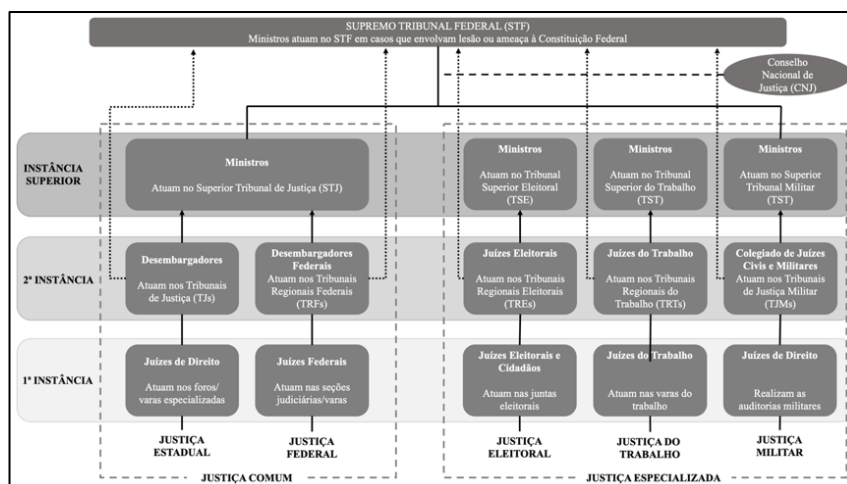 SUPREMO TRIBUNAL FEDERAL (STF)
Ministros atuam no STF em casos que envolvam lesão ou ameaça à Constituição Federal
Conselho
Nacional de
Justiça (CNJ)
INSTÂNCIA
SUPERIOR
Ministros
Atuam no Superior Tribunal de Justiça (STJ)
Ministros
Atuam no Tribunal
Superior Eleitoral
(TSE)
Ministros
Atuam no Tribunal
Superior do Trabalho
(TST)
Ministros
Atuam no Superior
Tribunal Militar
(TST)
2ª INSTÂNCIA
Desembargadores
Atuam nos Tribunais
de Justiça (TJs)
Desembargadores
Federais
Atuam nos Tribunais
Regionais Federais
(TRFs)
Juízes Eleitorais
Atuam nos Tribunais
Regionais Eleitorais
(TREs)
Juízes do Trabalho
Atuam nos Tribunais
Regionais do
Trabalho (TRTs)
Colegiado de Juízes
Civis e Militares
Atuam nos Tribunais
de Justiça Militar
(TJMs)
1ª INSTÂNCIA
Juízes de Direito
Atuam nos foros/
varas especializadas
Juízes Federais
Atuam nas seções
judiciárias/varas
Juízes Eleitorais e
Cidadãos
Atuam nas juntas
eleitorais
Juízes do Trabalho
Atuam nas varas do
trabalho
Juízes de Direito
Realizam as
auditorias militares
JUSTIÇA
ESTADUAL
JUSTIÇA
FEDERAL
JUSTIÇA
ELEITORAL
JUSTIÇA DO
TRABALHO
JUSTIÇA
MILITAR
JUSTIÇA COMUM
JUSTIÇA ESPECIALIZADA